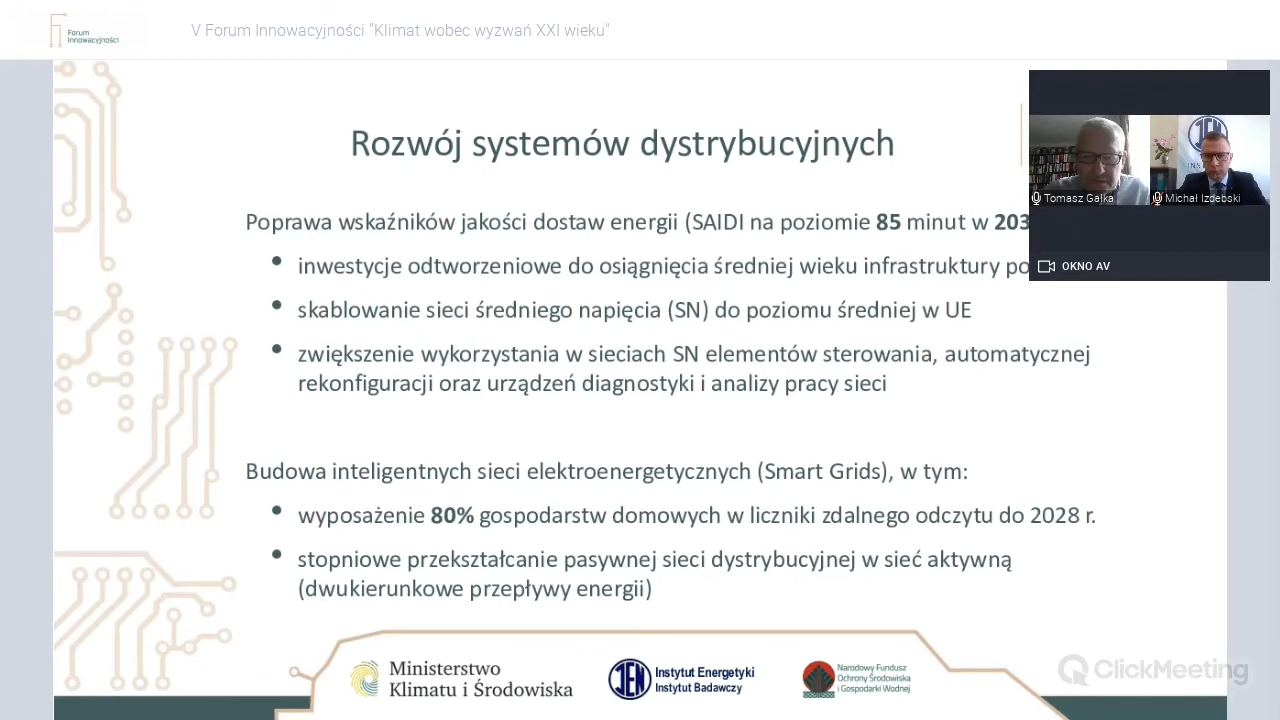 Forum
Innowacyjności
V Forum Innowacyjności "Klimat wobec wyzwań XXI wieku"
Rozwój systemów dystrybucyjnych
Poprawa wskaźników jakości dostaw energii (SAIDI na poziomie 85 minut w 203
inwestycje odtworzeniowe do osiągnięcia średniej wieku infrastruktury po
skablowanie sieci średniego napięcia (SN) do poziomu średniej w UE
zwiększenie wykorzystania w sieciach SN elementów sterowania, automatycznej
rekonfiguracji oraz urządzeń diagnostyki i analizy pracy sieci
Budowa inteligentnych sieci elektroenergetycznych (Smart Grids), w tym:
wyposażenie 80% gospodarstw domowych w liczniki zdalnego odczytu do 2028 r.
stopniowe przekształcanie pasywnej sieci dystrybucyjnej w sieć aktywną
(dwukierunkowe przepływy energii)
IEN
Tomasz Gałka
Michał Izdebski
OKNO AV
Ministerstwo
Klimatu i Środowiska
IEN
Instytut Energetyki
Instytut Badawczy
Narodowy Fundusz
Ochrony Środowiska
i Gospodarki Wodnej
ClickMeeting